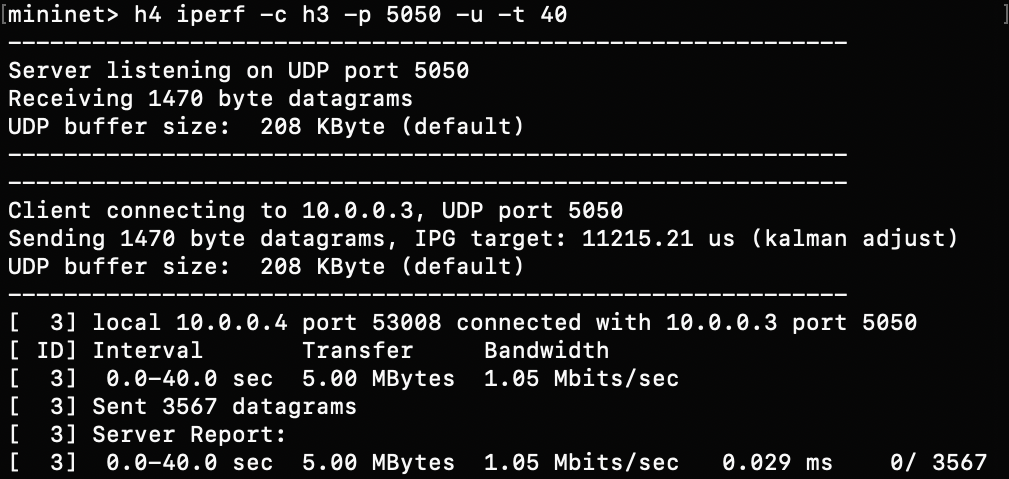 [mininet> h4 iperf -c h3 -p 5050 -u -t 40 ]
------------------------------------------------------------
Server listening on UDP port 5050
Receiving 1470 byte datagrams
UDP buffer size:  208 KByte (default)
------------------------------------------------------------
------------------------------------------------------------
Client connecting to 10.0.0.3, UDP port 5050
Sending 1470 byte datagrams, IPG target: 11215.21 us (kalman adjust)
UDP buffer size:  208 KByte (default)
------------------------------------------------------------
[  3] local 10.0.0.4 port 53008 connected with 10.0.0.3 port 5050
[ ID] Interval       Transfer     Bandwidth
[  3]  0.0-40.0 sec  5.00 MBytes  1.05 Mbits/sec
[  3] Sent 3567 datagrams
[  3] Server Report:
[  3]  0.0-40.0 sec  5.00 MBytes  1.05 Mbits/sec   0.029 ms    0/ 3567